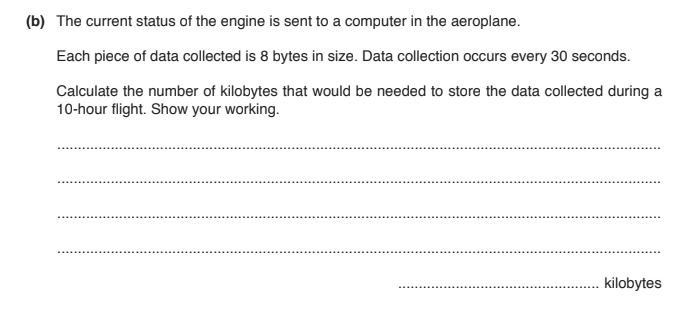 (b) The current status of the engine is sent to a computer in the aeroplane.
Each piece of data collected is 8 bytes in size. Data collection occurs every 30 seconds.
Calculate the number of kilobytes that would be needed to store the data collected during a
10-hour flight. Show your working.
kilobytes